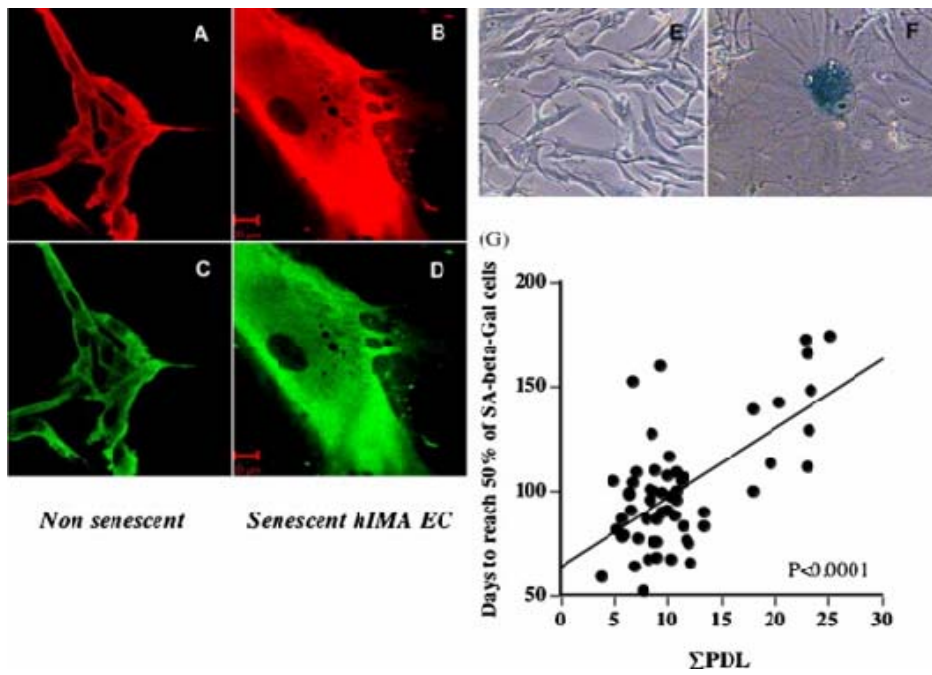 A
B
E
F
C
D
(G)
Days to reach 50% of SA-beta-Gal cells
200
150
100
50
0
5
10
15
20
25
30
P<0.0001
ΣPDL
Non senescent
Senescent hIMA EC